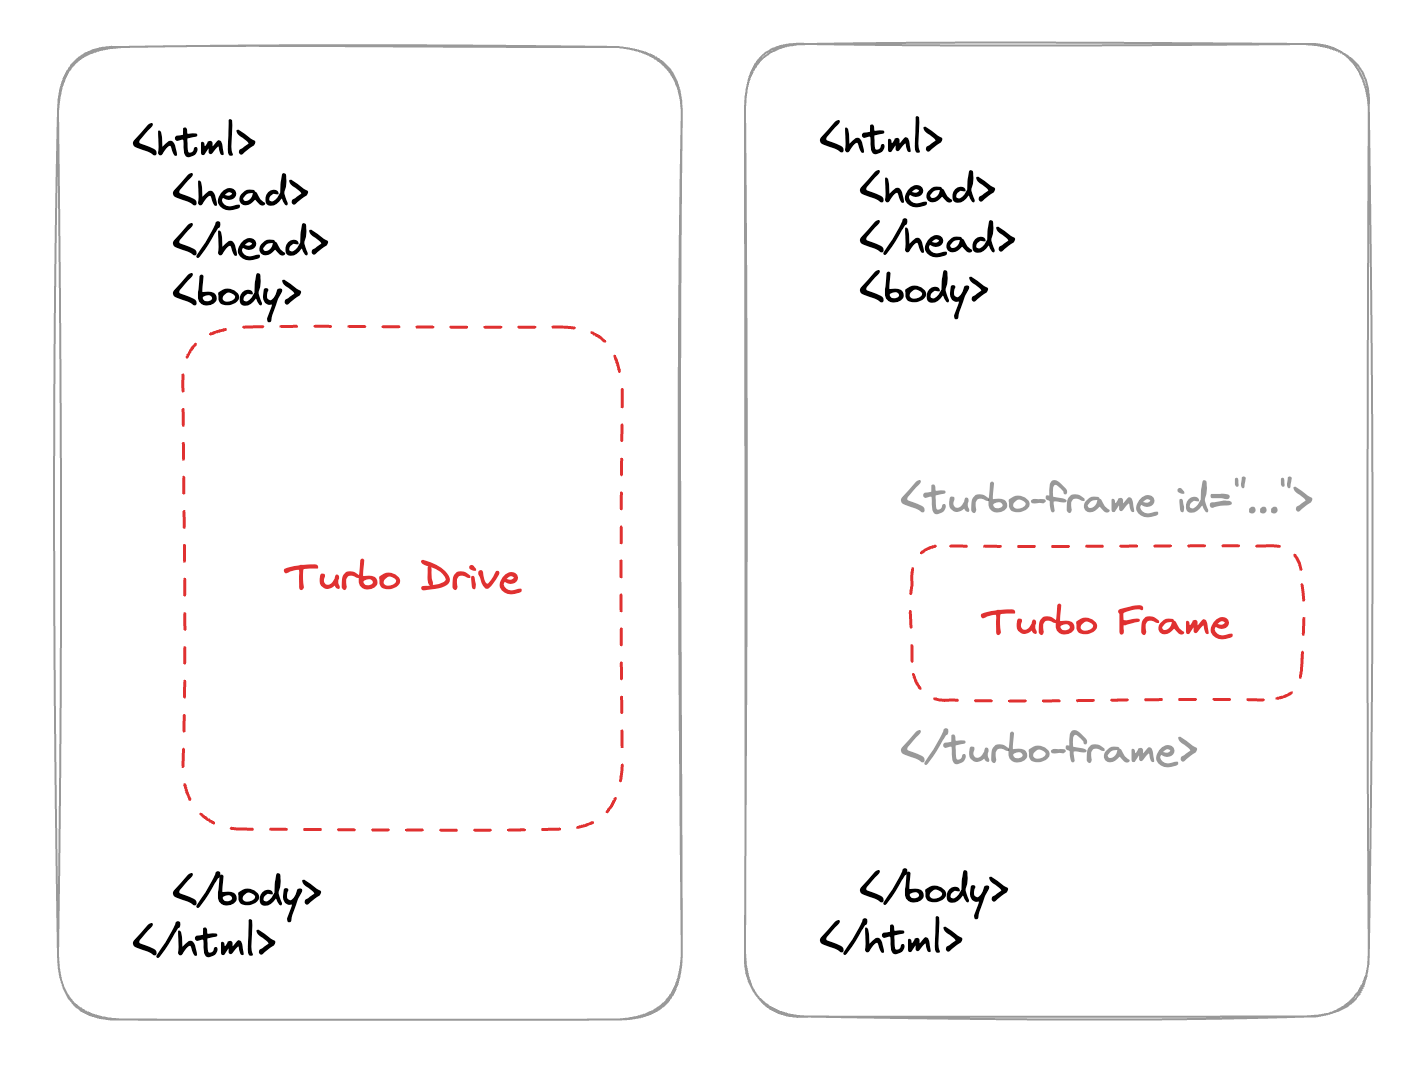 <html>
<head>
</head>
<body>
Turbo Drive
</body>
</html>
<html>
<head>
</head>
<body>
<turbo-frame id="...">
Turbo Frame
</turbo-frame>
</body>
</html>